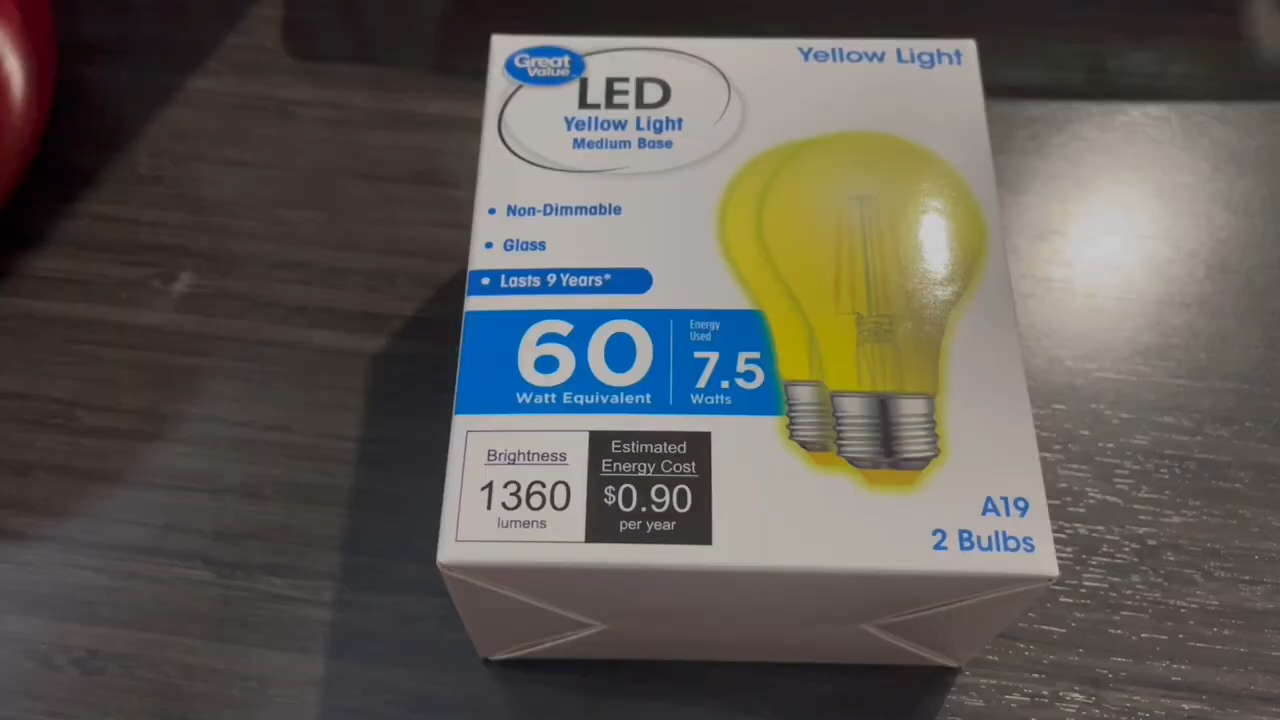 Great
Value
LED
Yellow Light
Medium Base
Yellow Light
• Non-Dimmable
• Glass
• Lasts 9 Years*
60
Watt Equivalent
Energy
Used
7.5
Watts
Brightness
1360
lumens
Estimated
Energy Cost
$0.90
per year
A19
2 Bulbs